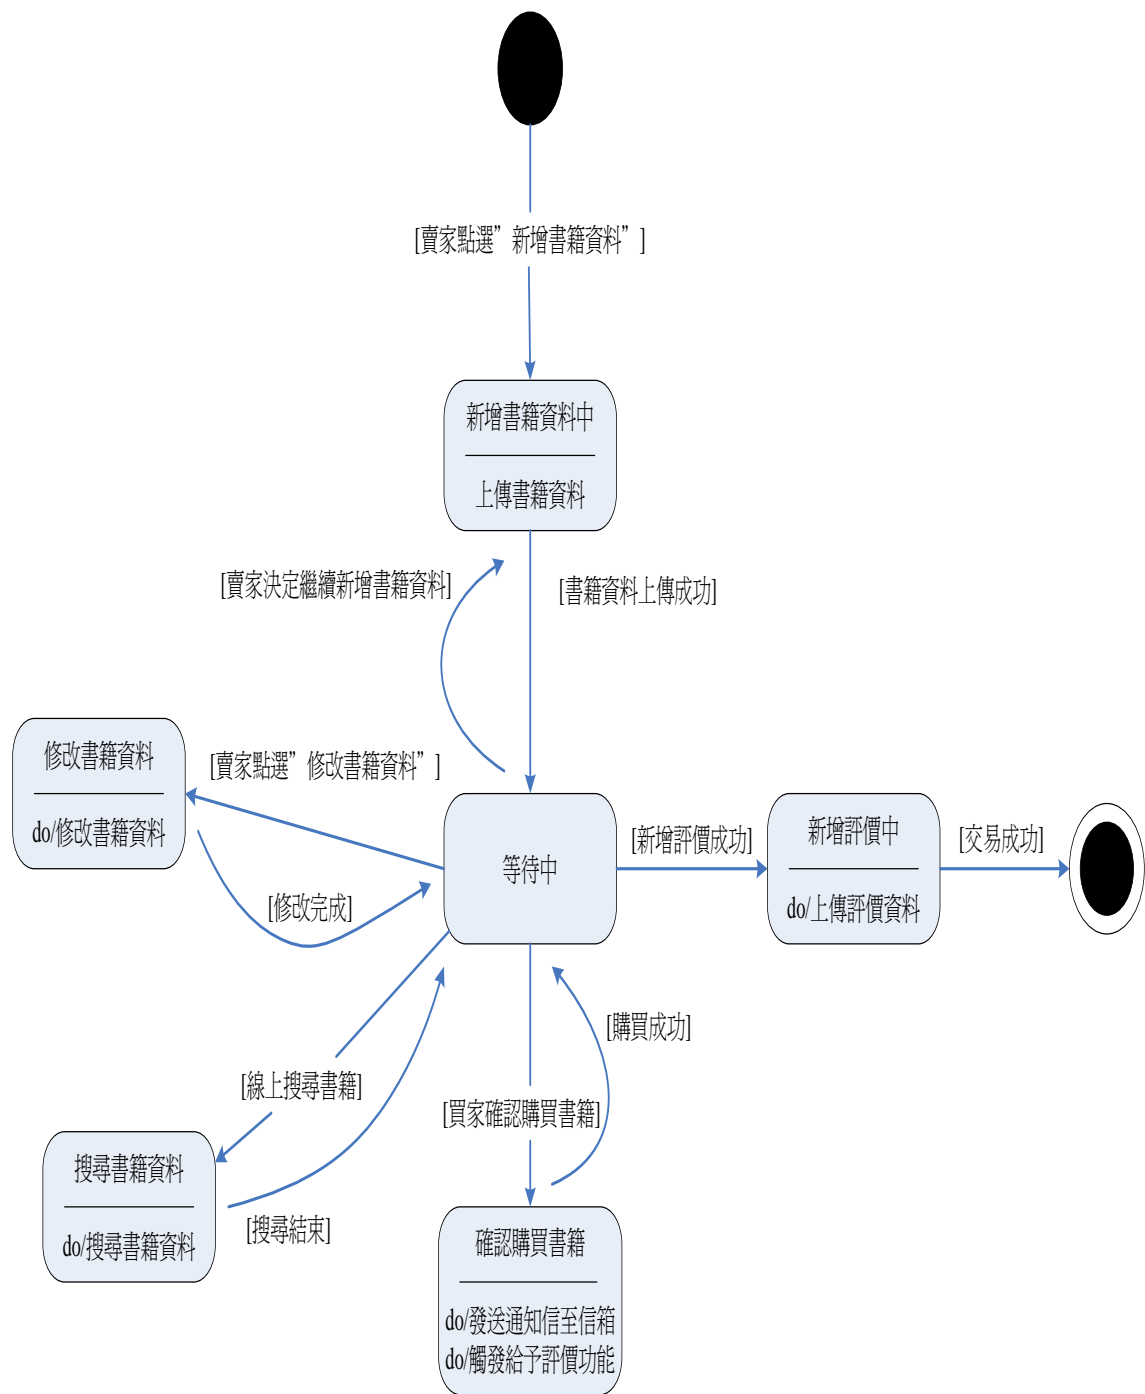 [賣家點選”新增書籍資料”]
新增書籍資料中
上傳書籍資料
[賣家決定繼續新增書籍資料]
[書籍資料上傳成功]
修改書籍資料
do/修改書籍資料
[賣家點選”修改書籍資料”]
[修改完成]
等待中
[新增評價成功]
新增評價中
do/上傳評價資料
[交易成功]
[購買成功]
[線上搜尋書籍]
[買家確認購買書籍]
搜尋書籍資料
do/搜尋書籍資料
[搜尋結束]
確認購買書籍
do/發送通知信至信箱
do/觸發給予評價功能